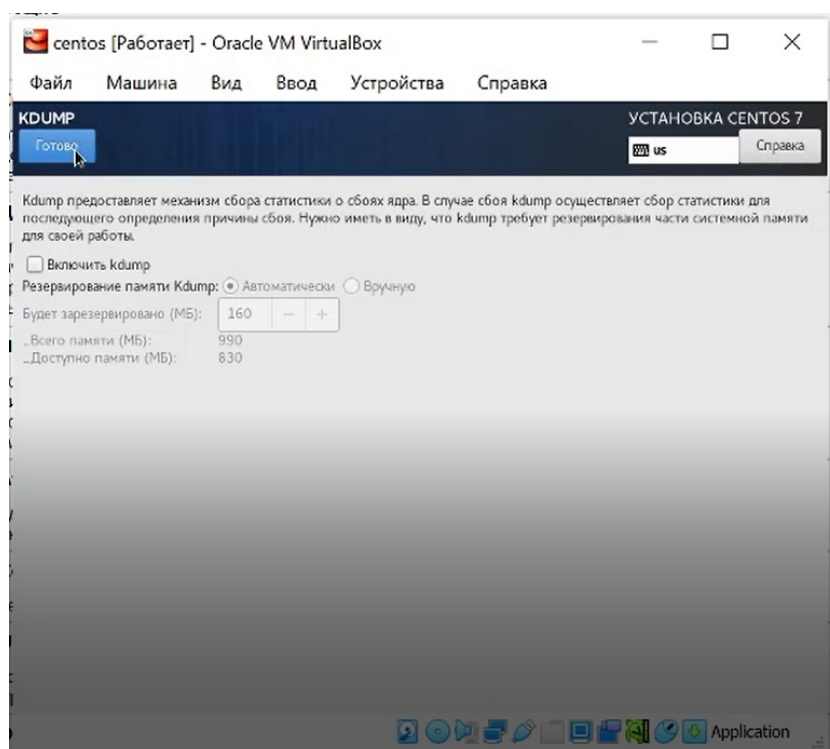 centos [Работает] - Oracle VM VirtualBox
Файл Машина Вид Ввод Устройства Справка
KDUMP
УСТАНОВКА CENTOS 7
Готово
us
Справка
Kdump предоставляет механизм сбора статистики о сбоях ядра. В случае сбоя kdump осуществляет сбор статистики для
последующего определения причины сбоя. Нужно иметь в виду, что kdump требует резервирования части системной памяти
для своей работы.
Включить kdump
Резервирование памяти Kdump: Автоматически Вручную
Будет зарезервировано (МБ): 160 − +
_Всего памяти (МБ): 990
_Доступно памяти (МБ): 830
Application